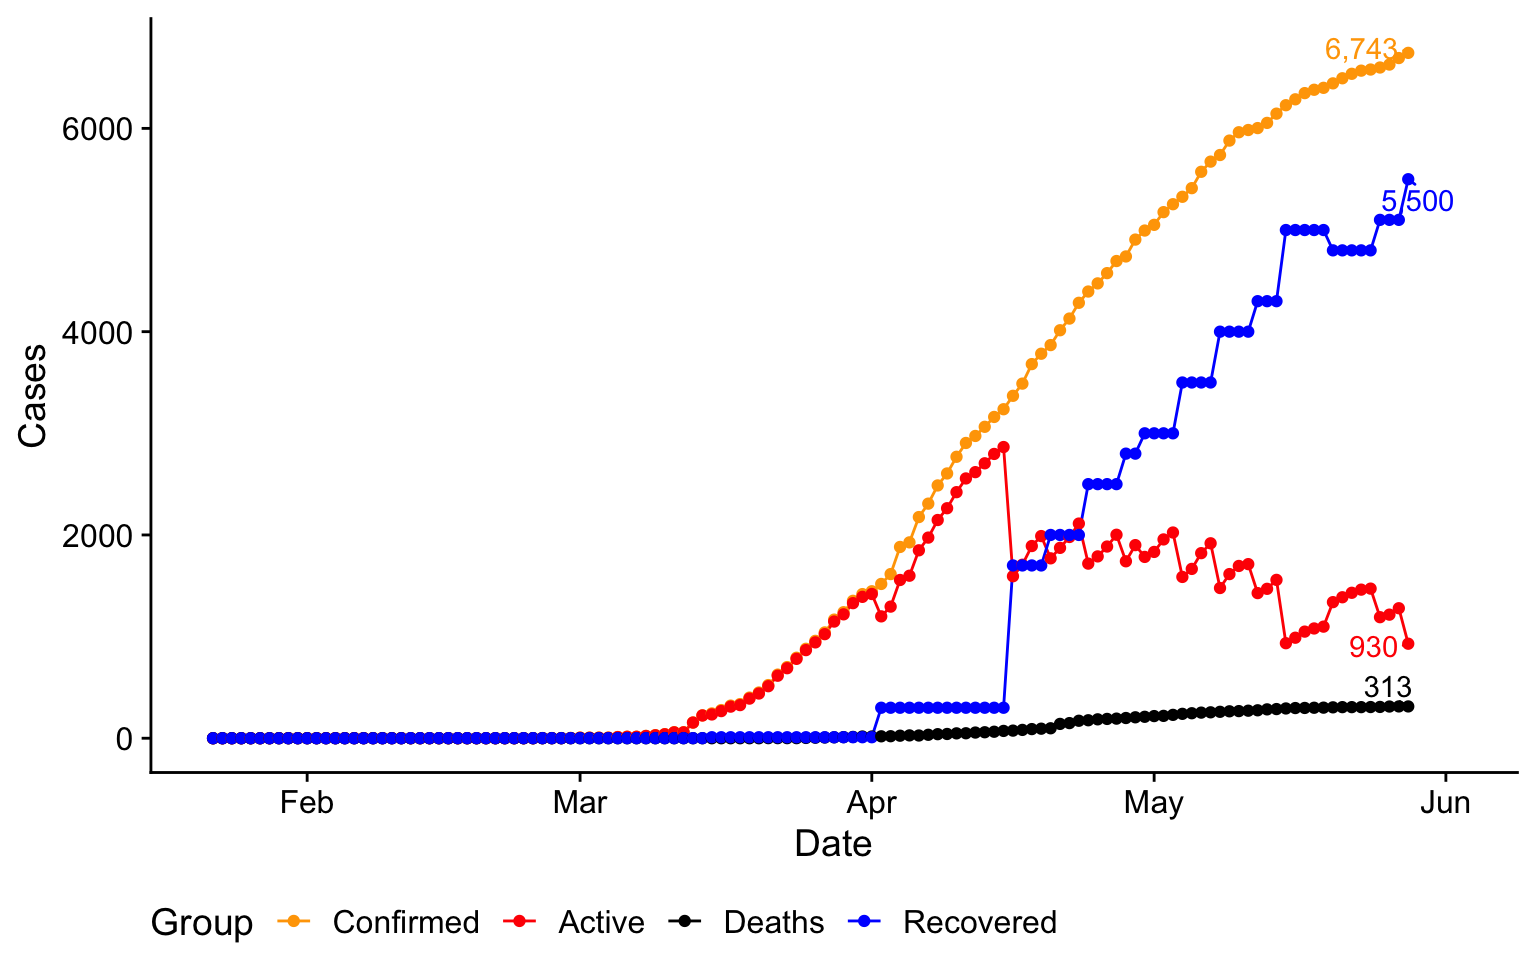 6,743
6000
5,500
4000
Cases
2000
930
313
0
Feb Mar Apr May Jun
Date
Group Confirmed Active Deaths Recovered